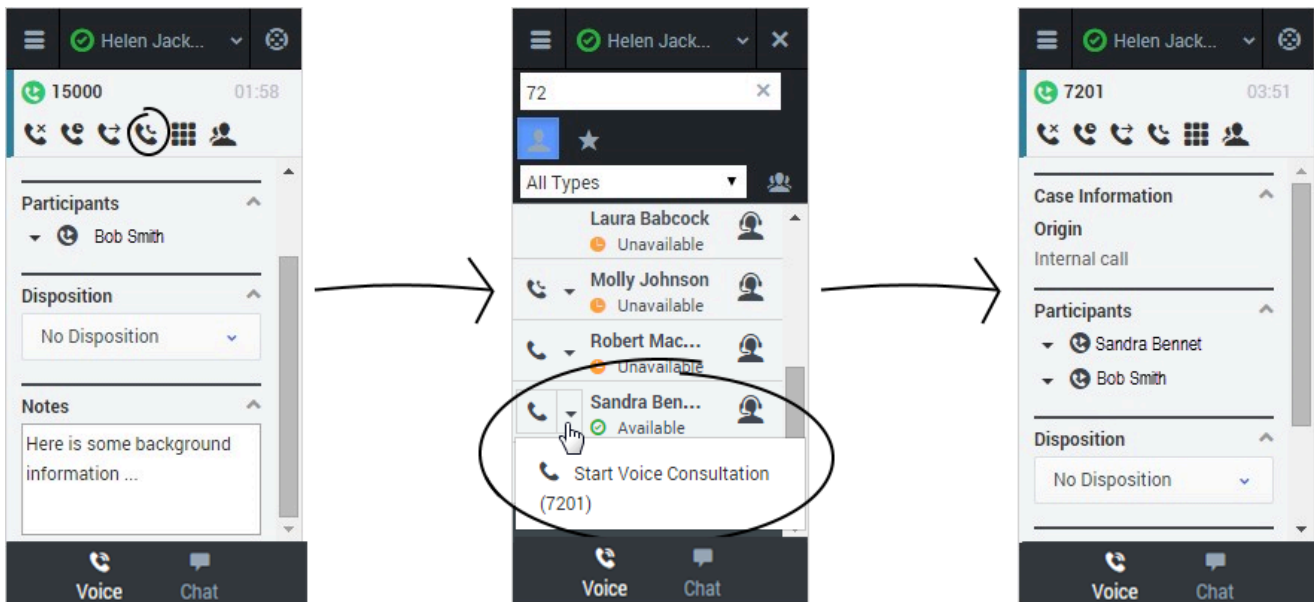 Helen Jack...
15000 01:58
Participants
Bob Smith
Disposition
No Disposition
Notes
Here is some background
information ...
Voice Chat
Helen Jack...
72
All Types
Laura Babcock
Unavailable
Molly Johnson
Unavailable
Robert Mac...
Unavailable
Sandra Ben...
Available
Start Voice Consultation
(7201)
Voice Chat
Helen Jack...
7201 03:51
Case Information
Origin
Internal call
Participants
Sandra Bennet
Bob Smith
Disposition
No Disposition
Voice Chat